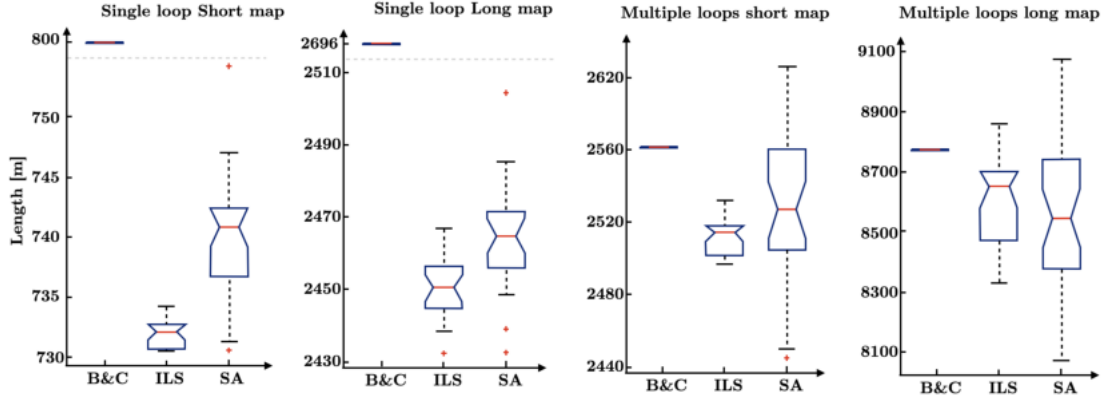 Single loop Short map
Single loop Long map
Multiple loops short map
Multiple loops long map
Length [m]
800
750
745
740
735
730
B&C
ILS
SA
2696
2510
2490
2470
2450
2430
B&C
ILS
SA
2620
2560
2520
2480
2440
B&C
ILS
SA
9100
8900
8700
8500
8300
8100
B&C
ILS
SA